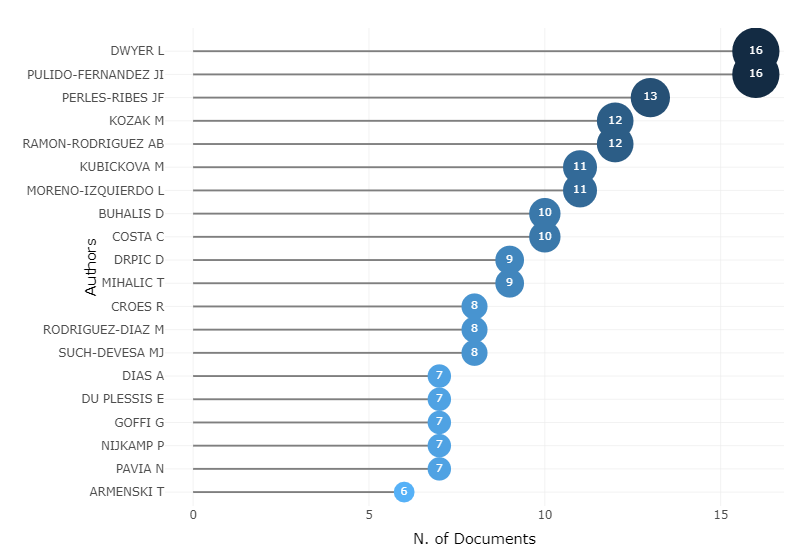 DWYER L 16
PULIDO-FERNANDEZ JI 16
PERLES-RIBES JF 13
KOZAK M 12
RAMON-RODRIGUEZ AB 12
KUBICKOVA M 11
MORENO-IZQUIERDO L 11
BUHALIS D 10
COSTA C 10
DRPIC D 9
MIHALIC T 9
CROES R 8
RODRIGUEZ-DIAZ M 8
SUCH-DEVESA MJ 8
DIAS A 7
DU PLESSIS E 7
GOFFI G 7
NIJKAMP P 7
PAVIA N 7
ARMENSKI T 6
Authors
0 5 10 15
N. of Documents